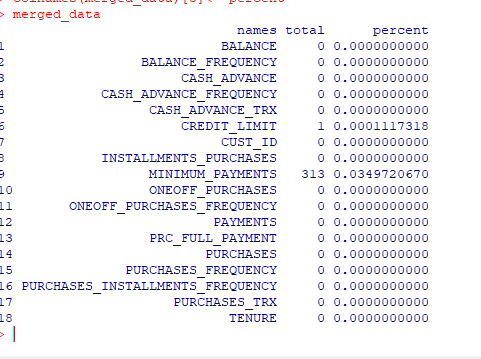 > merged_data
names total percent
1 BALANCE 0 0.0000000000
2 BALANCE_FREQUENCY 0 0.0000000000
3 CASH_ADVANCE 0 0.0000000000
4 CASH_ADVANCE_FREQUENCY 0 0.0000000000
5 CASH_ADVANCE_TRX 0 0.0000000000
6 CREDIT_LIMIT 1 0.0001117318
7 CUST_ID 0 0.0000000000
8 INSTALLMENTS_PURCHASES 0 0.0000000000
9 MINIMUM_PAYMENTS 313 0.0349720670
10 ONEOFF_PURCHASES 0 0.0000000000
11 ONEOFF_PURCHASES_FREQUENCY 0 0.0000000000
12 PAYMENTS 0 0.0000000000
13 PRC_FULL_PAYMENT 0 0.0000000000
14 PURCHASES 0 0.0000000000
15 PURCHASES_FREQUENCY 0 0.0000000000
16 PURCHASES_INSTALLMENTS_FREQUENCY 0 0.0000000000
17 PURCHASES_TRX 0 0.0000000000
18 TENURE 0 0.0000000000
>